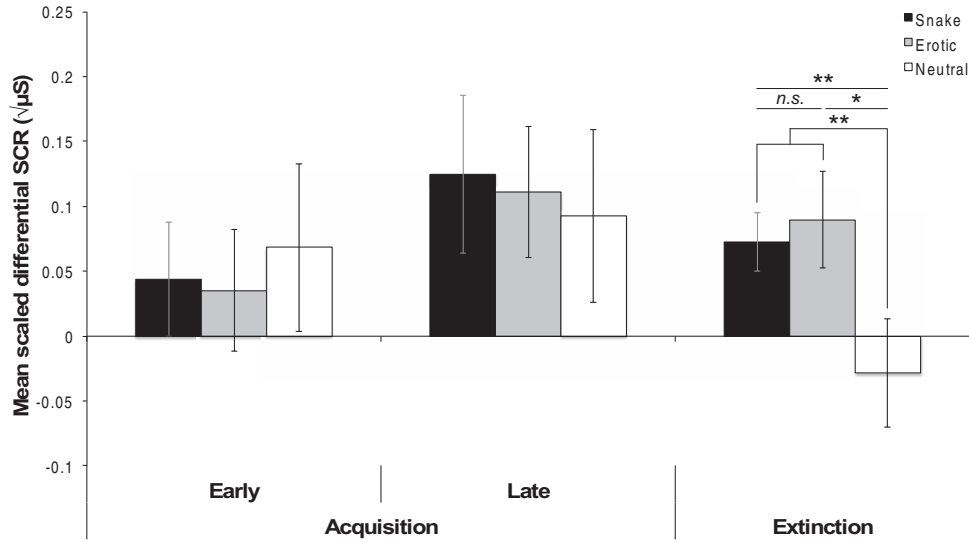 Mean scaled differential SCR (√µS)
0.25
0.2
0.15
0.1
0.05
0
-0.05
-0.1
Snake
Erotic
Neutral
**
n.s.
*
**
Early
Late
Acquisition
Extinction